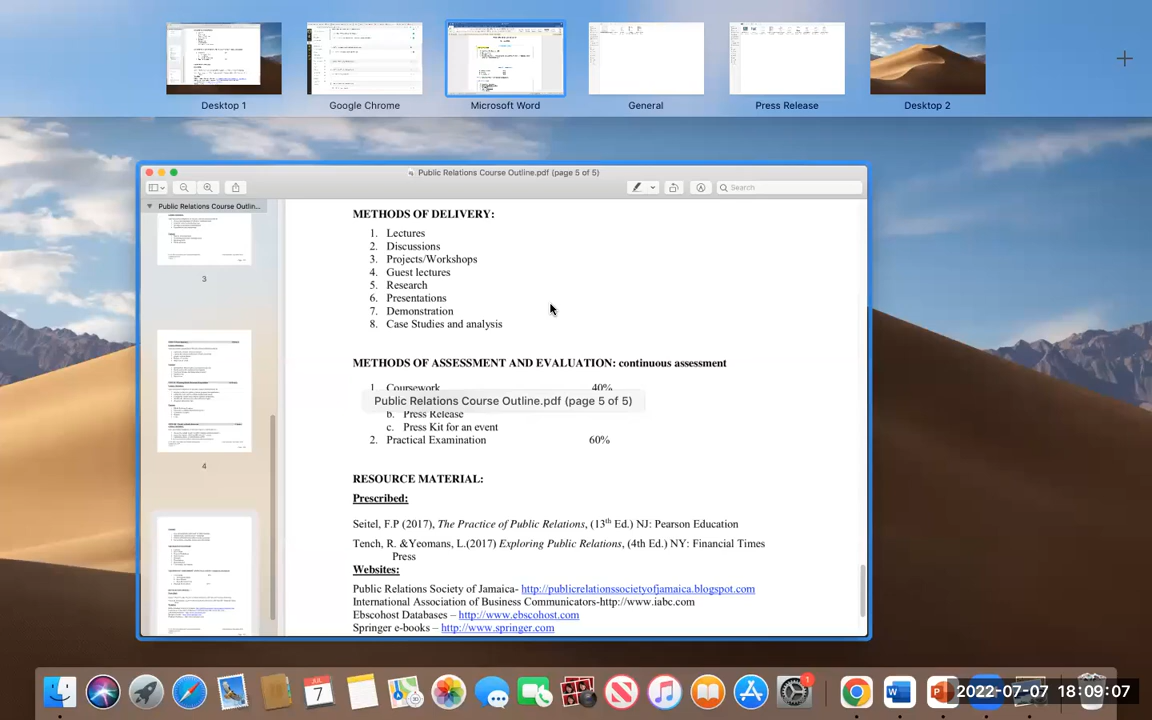 Desktop 1
Google Chrome
Microsoft Word
General
Press Release
Desktop 2
Public Relations Course Outline.pdf (page 5 of 5)
Search
Public Relations Course Outlin...
3
4
METHODS OF DELIVERY:
1. Lectures
2. Discussions
3. Projects/Workshops
4. Guest lectures
5. Research
6. Presentations
7. Demonstration
8. Case Studies and analysis
METHODS OF ASSESSMENT AND EVALUATION: continuous assessment
1. Coursework 40%
Public Relations Course Outline.pdf (page 5 of 5)
b. Press Release
c. Press Kit for an event
2. Practical Examination 60%
RESOURCE MATERIAL:
Prescribed:
Seitel, F.P (2017), The Practice of Public Relations, (13th Ed.) NJ: Pearson Education
Tench, R. &Yeomans, L.(2017) Exploring Public Relations, (4th Ed.) NY: Financial Times
Press
Websites:
Public Relations Society of Jamaica- http://publicrelationssocietyofjamaica.blogspot.com
International Association of Business Communicators-http://www.iabc.com
Ebscohost Databases – http://www.ebscohost.com
Springer e-books – http://www.springer.com
JUL
7
1
2022-07-07 18:09:07